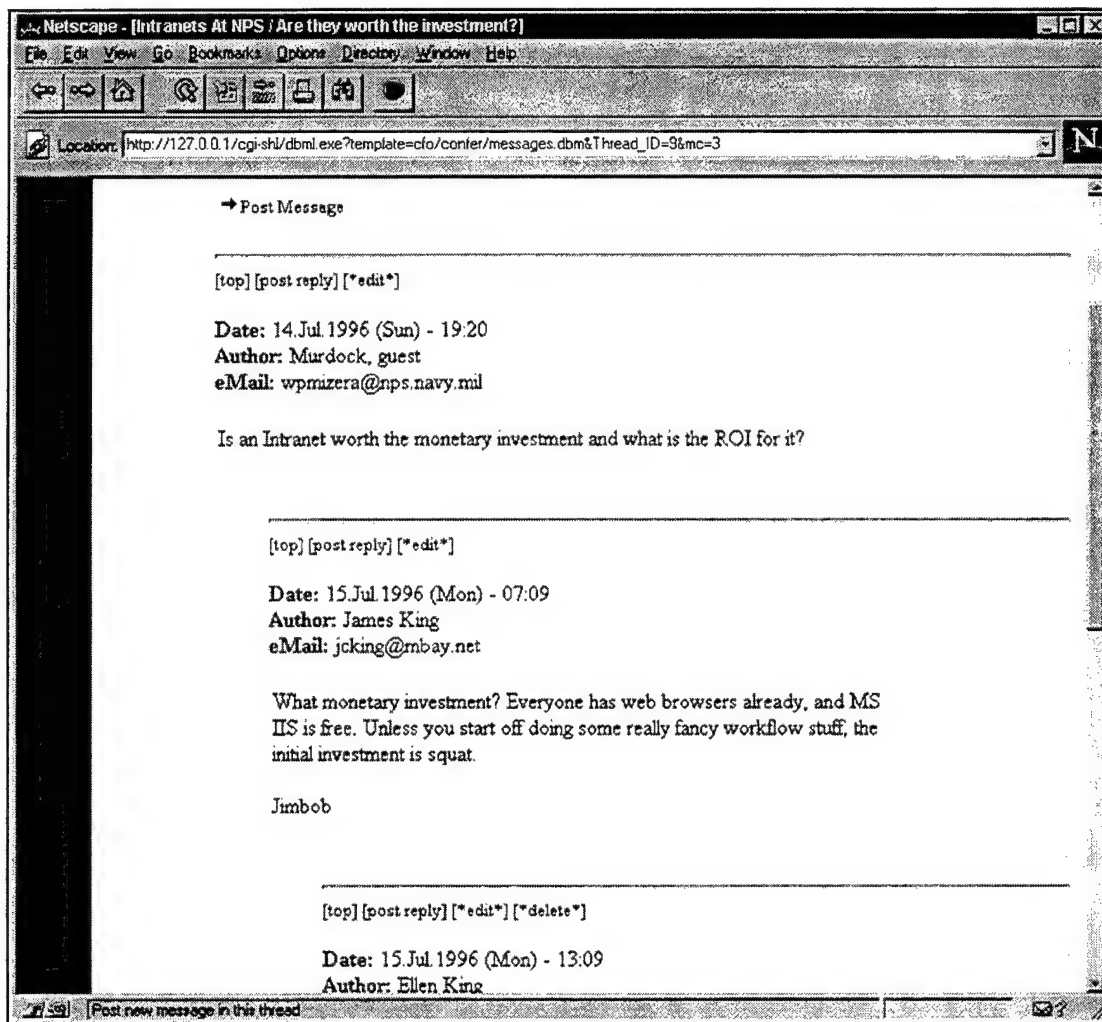 Netscape - [Intranets At NPS / Are they worth the investment?]
File Edit View Go Bookmarks Options Directory Window Help
Location: http://127.0.0.1/cgi-shl/dbml.exe?template=cfo/confer/messages.dbm&Thread_ID=9&mc=3
N
➔Post Message
[top] [post reply] [*edit*]
Date: 14.Jul.1996 (Sun) - 19:20
Author: Murdock, guest
eMail: wpmizera@nps.navy.mil
Is an Intranet worth the monetary investment and what is the ROI for it?
[top] [post reply] [*edit*]
Date: 15.Jul.1996 (Mon) - 07:09
Author: James King
eMail: jcking@mbay.net
What monetary investment? Everyone has web browsers already, and MS
IIS is free. Unless you start off doing some really fancy workflow stuff, the
initial investment is squat.
Jimbob
[top] [post reply] [*edit*] [*delete*]
Date: 15.Jul.1996 (Mon) - 13:09
Author: Ellen King
Post new message in this thread